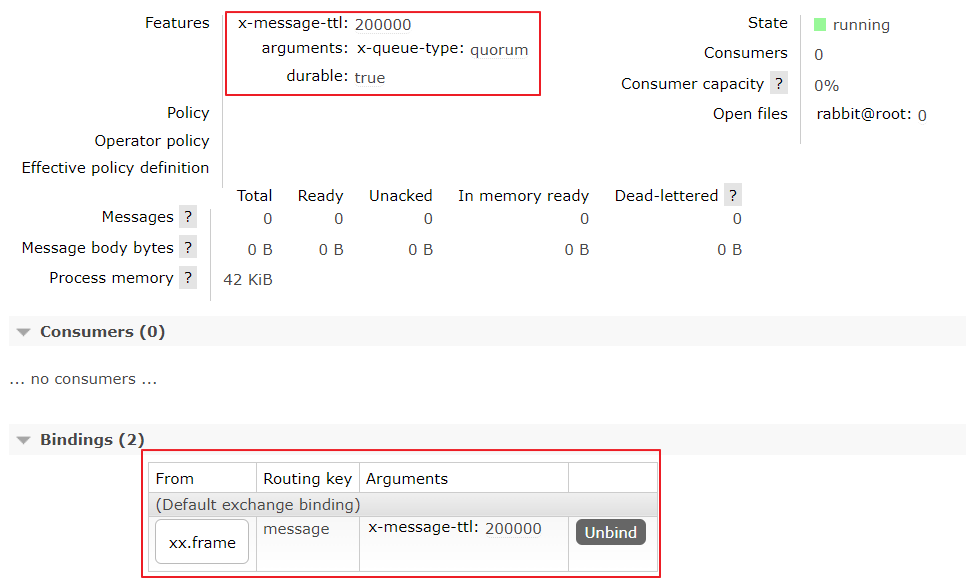 Features x-message-ttl: 200000 State running
arguments: x-queue-type: quorum Consumers 0
durable: true Consumer capacity ? 0%
Policy Open files rabbit@root: 0
Operator policy
Effective policy definition
Total Ready Unacked In memory ready Dead-lettered ?
Messages ? 0 0 0 0 0
Message body bytes ? 0 B 0 B 0 B 0 B 0 B
Process memory ? 42 KiB
Consumers (0)
... no consumers ...
Bindings (2)
From Routing key Arguments
(Default exchange binding)
xx.frame message x-message-ttl: 200000 Unbind